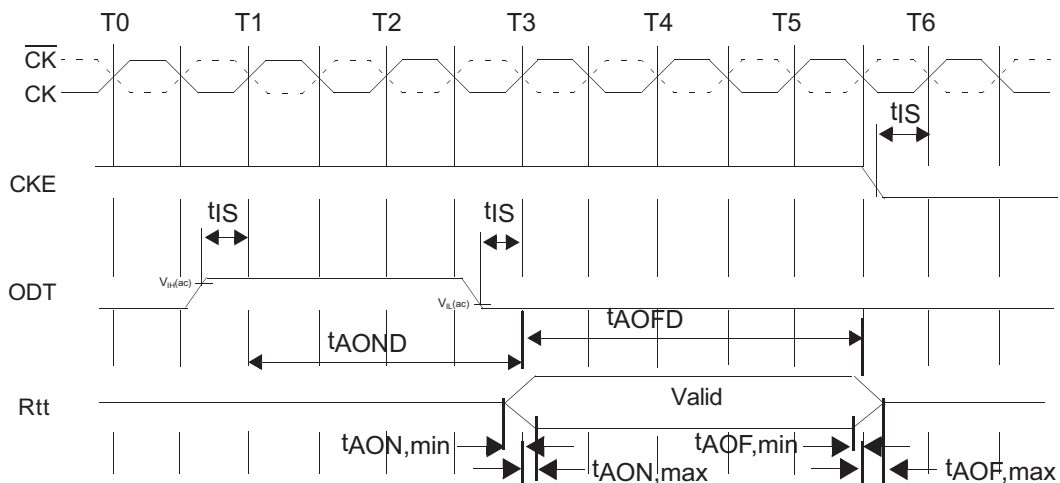 T0 T1 T2 T3 T4 T5 T6
CK
CK
tIS
CKE
tIS tIS
VIH(ac)
ODT
VIL(ac)
tAOFD
tAOND
Valid
Rtt
tAON,min tAOF,min
tAON,max tAOF,max